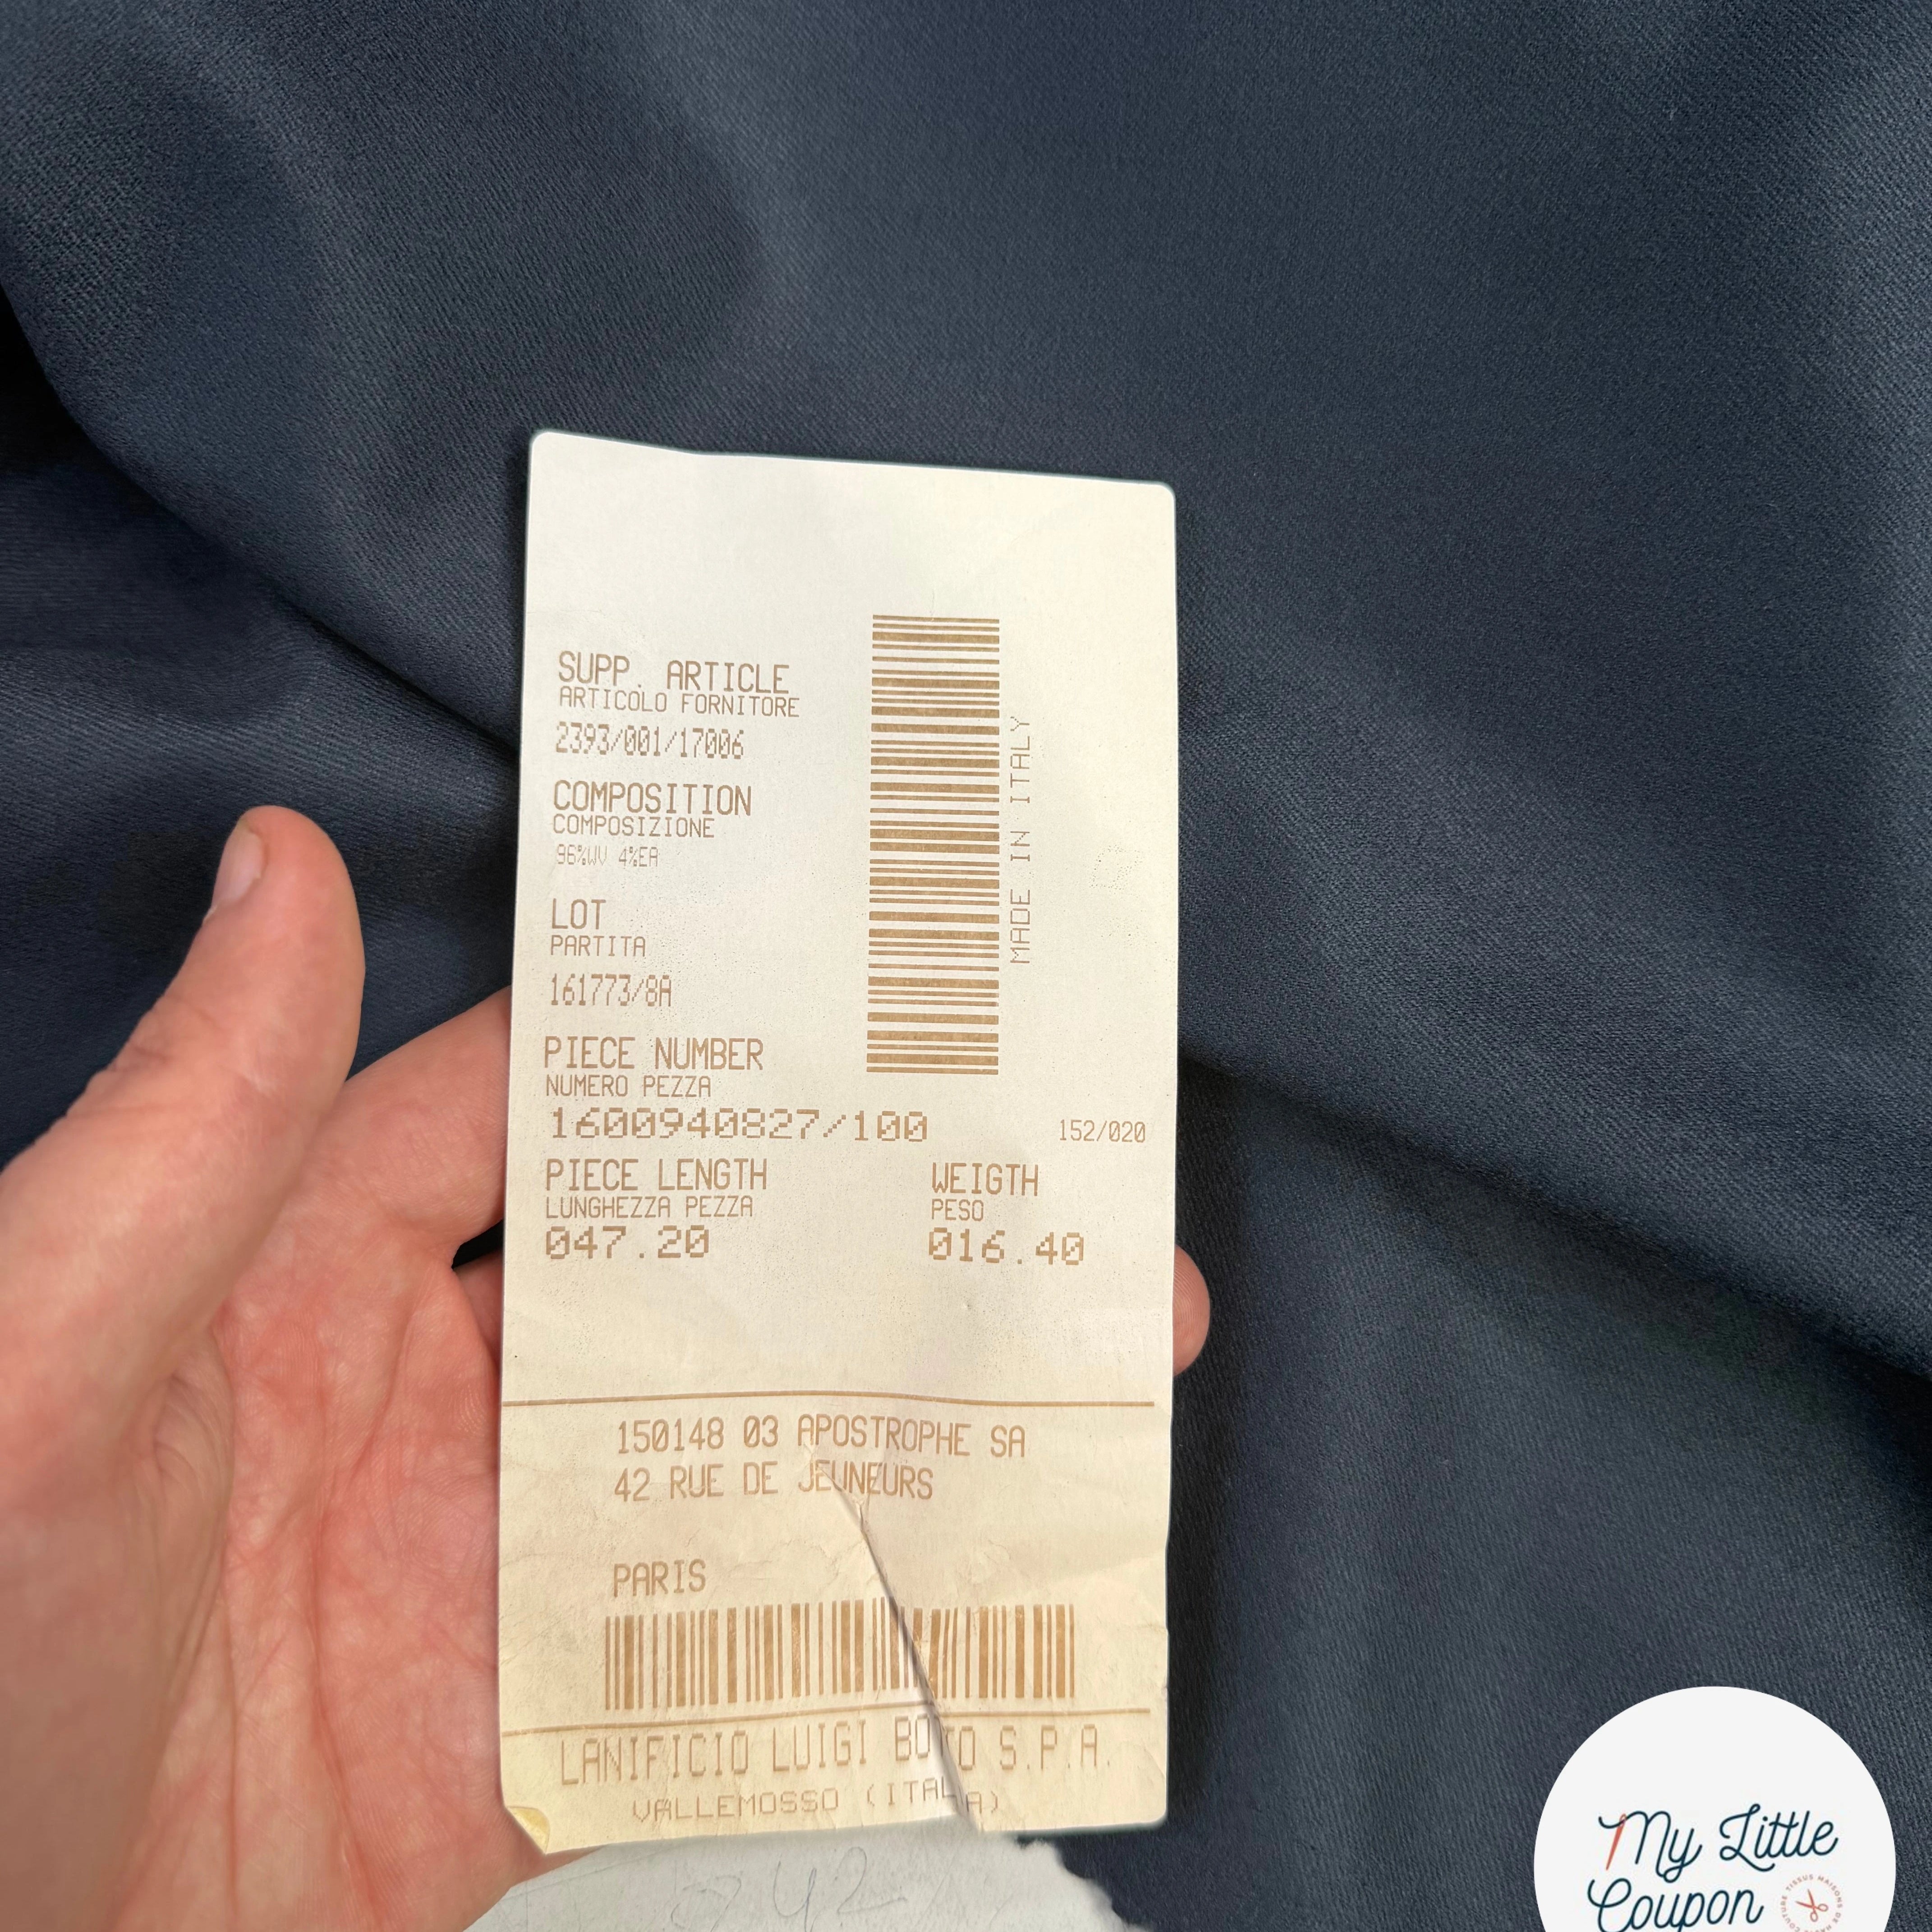 SUPP. ARTICLE
ARTICOLO FORNITORE
2393/001/17006
COMPOSITION
COMPOSIZIONE
96%WV 4%EA
LOT
PARTITA
161773/8A
MADE IN ITALY
PIECE NUMBER
NUMERO PEZZA
1600940827/100 152/020
PIECE LENGTH WEIGTH
LUNGHEZZA PEZZA PESO
047.20 016.40
150148 03 APOSTROPHE SA
42 RUE DE JEUNEURS
PARIS
LANIFICIO LUIGI BOTTO S.P.A.
VALLEMOSSO (ITALIA)
My Little
Coupon